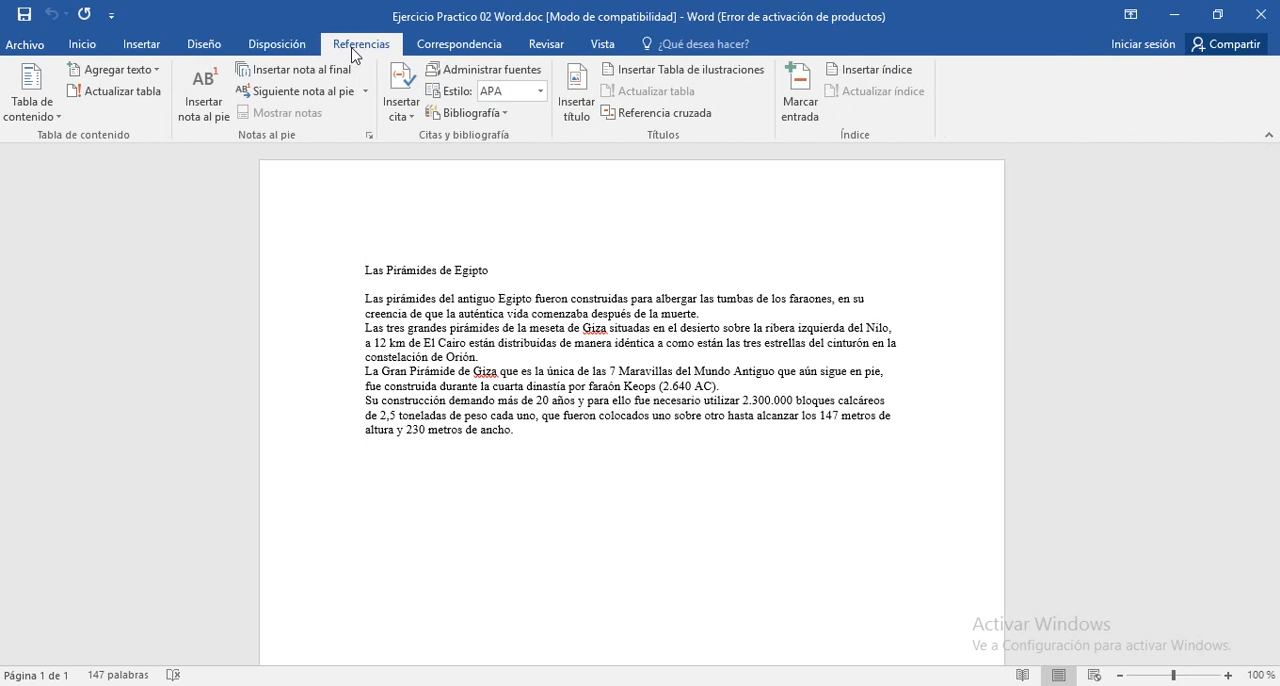 Ejercicio Practico 02 Word.doc [Modo de compatibilidad] - Word (Error de activación de productos)
Archivo Inicio Insertar Diseño Disposición Referencias Correspondencia Revisar Vista ¿Qué desea hacer? Iniciar sesión Compartir
Tabla de contenido
Agregar texto
Actualizar tabla
Tabla de contenido
AB¹ Insertar nota al pie
Insertar nota al final
Siguiente nota al pie
Mostrar notas
Notas al pie
Insertar cita
Administrar fuentes
Estilo: APA
Bibliografía
Citas y bibliografía
Insertar título
Insertar Tabla de ilustraciones
Actualizar tabla
Referencia cruzada
Títulos
Marcar entrada
Insertar índice
Actualizar índice
Índice
Las Pirámides de Egipto
Las pirámides del antiguo Egipto fueron construidas para albergar las tumbas de los faraones, en su
creencia de que la auténtica vida comenzaba después de la muerte.
Las tres grandes pirámides de la meseta de Giza situadas en el desierto sobre la ribera izquierda del Nilo,
a 12 km de El Cairo están distribuidas de manera idéntica a como están las tres estrellas del cinturón en la
constelación de Orión.
La Gran Pirámide de Giza que es la única de las 7 Maravillas del Mundo Antiguo que aún sigue en pie,
fue construida durante la cuarta dinastía por faraón Keops (2.640 AC).
Su construcción demando más de 20 años y para ello fue necesario utilizar 2.300.000 bloques calcáreos
de 2,5 toneladas de peso cada uno, que fueron colocados uno sobre otro hasta alcanzar los 147 metros de
altura y 230 metros de ancho.
Activar Windows
Ve a Configuración para activar Windows.
Página 1 de 1 147 palabras 100 %